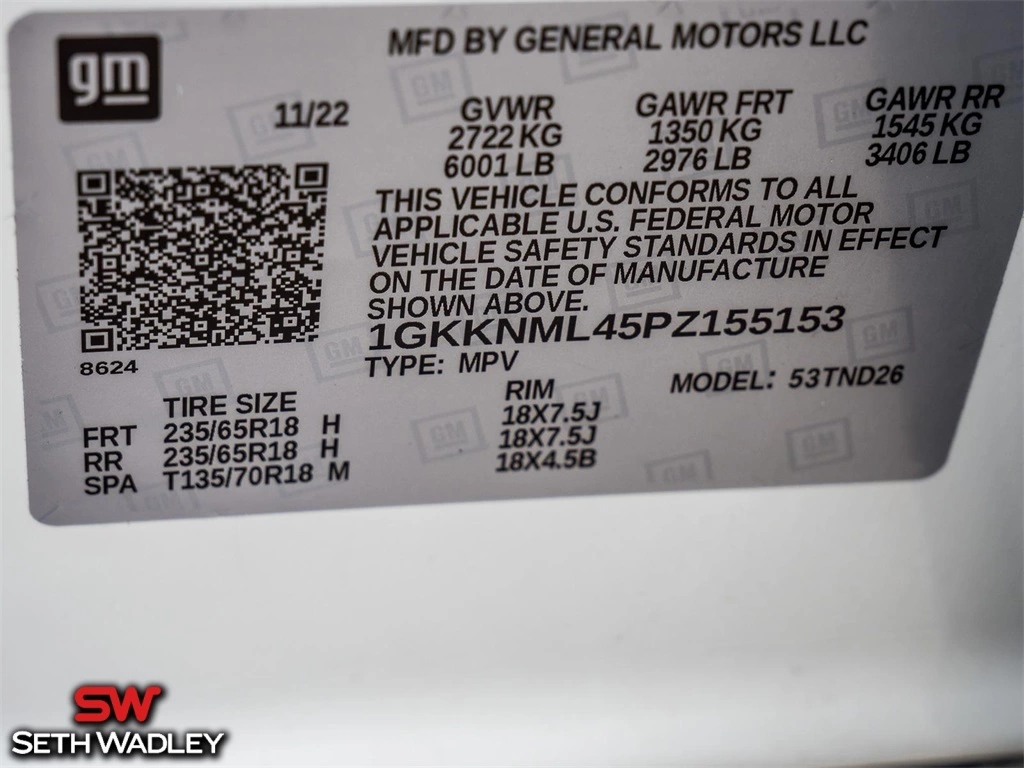 gm
MFD BY GENERAL MOTORS LLC
11/22
GVWR GAWR FRT GAWR RR
2722 KG 1350 KG 1545 KG
6001 LB 2976 LB 3406 LB
THIS VEHICLE CONFORMS TO ALL
APPLICABLE U.S. FEDERAL MOTOR
VEHICLE SAFETY STANDARDS IN EFFECT
ON THE DATE OF MANUFACTURE
SHOWN ABOVE.
1GKKNML45PZ155153
8624
TYPE: MPV MODEL: 53TND26
TIRE SIZE RIM
FRT 235/65R18 H 18X7.5J
RR 235/65R18 H 18X7.5J
SPA T135/70R18 M 18X4.5B
SW
SETH WADLEY